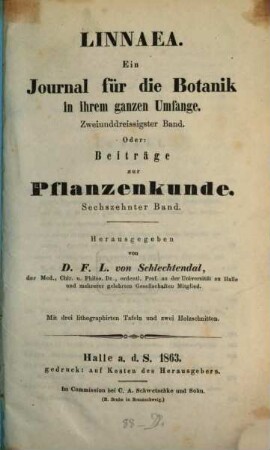 LINNAEA.
Ein
Journal für die Botanik
in ihrem ganzen Umfange.
Zweiunddreissigster Band.
Oder:
Beiträge
zur
Pflanzenkunde.
Sechszehnter Band.
Herausgegeben
von
D. F. L. von Schlechtendal,
der Med., Chir. u. Philos. Dr., ordentl. Prof. an der Universität zu Halle
und mehrerer gelehrten Gesellschaften Mitglied.
Mit drei lithographirten Tafeln und zwei Holzschnitten.
Halle a. d. S. 1863.
gedruckt auf Kosten des Herausgebers.
In Commission bei C. A. Schwetschke und Sohn.
(M. Bruhn in Braunschweig.)